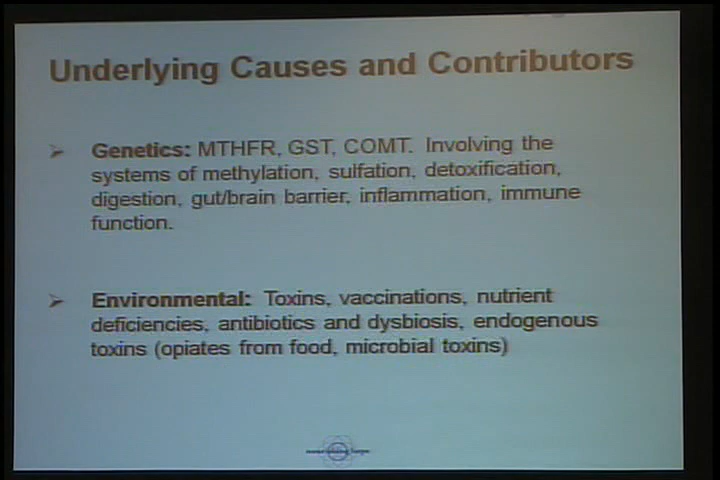 Underlying Causes and Contributors
Genetics: MTHFR, GST, COMT. Involving the
systems of methylation, sulfation, detoxification,
digestion, gut/brain barrier, inflammation, immune
function.
Environmental: Toxins, vaccinations, nutrient
deficiencies, antibiotics and dysbiosis, endogenous
toxins (opiates from food, microbial toxins)